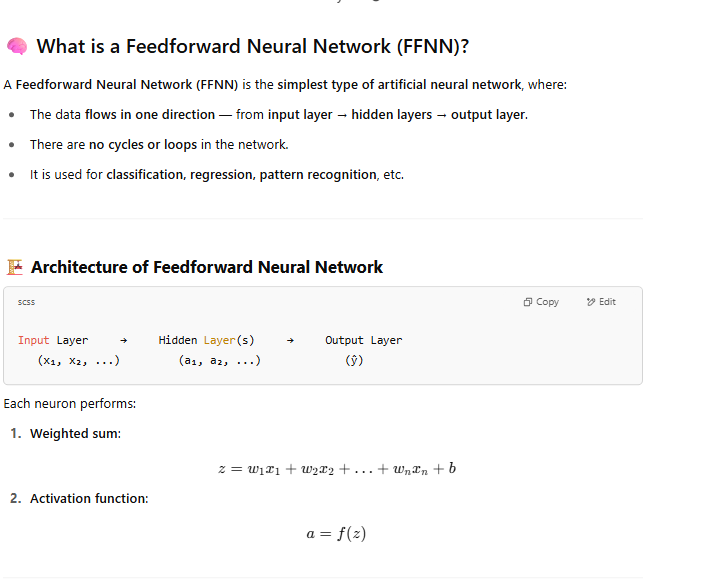 What is a Feedforward Neural Network (FFNN)?
A Feedforward Neural Network (FFNN) is the simplest type of artificial neural network, where:
• The data flows in one direction — from input layer → hidden layers → output layer.
• There are no cycles or loops in the network.
• It is used for classification, regression, pattern recognition, etc.
Architecture of Feedforward Neural Network
scss Copy Edit
Input Layer → Hidden Layer(s) → Output Layer
(x₁, x₂, ...) (a₁, a₂, ...) (ŷ)
Each neuron performs:
1. Weighted sum:
z = w₁x₁ + w₂x₂ + ... + wₙxₙ + b
2. Activation function:
a = f(z)